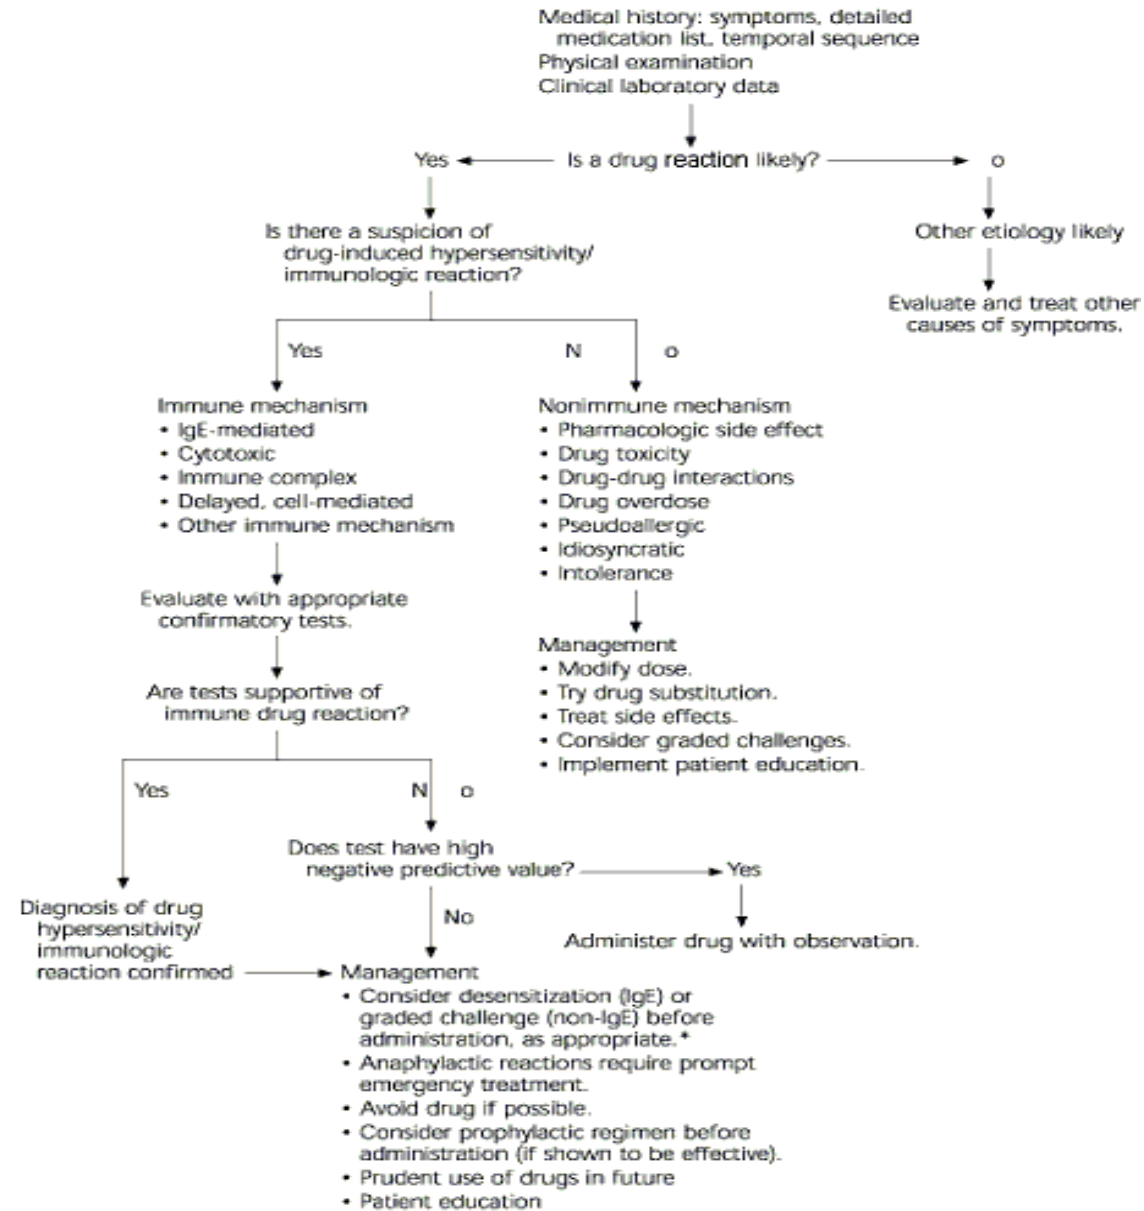 Medical history: symptoms, detailed
medication list, temporal sequence
Physical examination
Clinical laboratory data
Yes
Is a drug reaction likely?
o
Is there a suspicion of
drug-induced hypersensitivity/
immunologic reaction?
Other etiology likely
Evaluate and treat other
causes of symptoms.
Yes
N o
Immune mechanism
• IgE-mediated
• Cytotoxic
• Immune complex
• Delayed, cell-mediated
• Other immune mechanism
Nonimmune mechanism
• Pharmacologic side effect
• Drug toxicity
• Drug-drug interactions
• Drug overdose
• Pseudoallergic
• Idiosyncratic
• Intolerance
Evaluate with appropriate
confirmatory tests.
Management
• Modify dose.
• Try drug substitution.
• Treat side effects.
• Consider graded challenges.
• Implement patient education.
Are tests supportive of
immune drug reaction?
Yes
N o
Does test have high
negative predictive value?
Yes
No
Administer drug with observation.
Diagnosis of drug
hypersensitivity/
immunologic
reaction confirmed
Management
• Consider desensitization (IgE) or
graded challenge (non-IgE) before
administration, as appropriate.*
• Anaphylactic reactions require prompt
emergency treatment.
• Avoid drug if possible.
• Consider prophylactic regimen before
administration (if shown to be effective).
• Prudent use of drugs in future
• Patient education